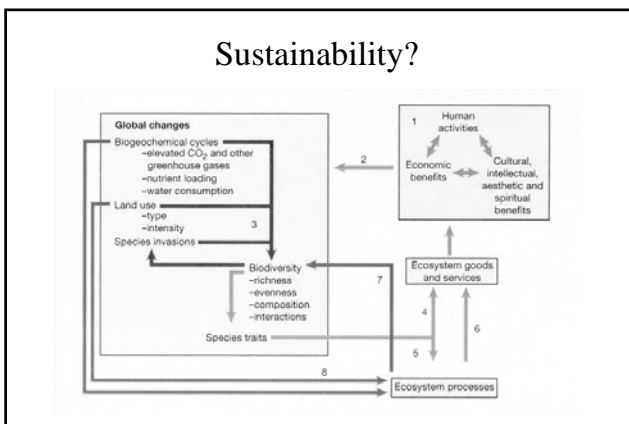 Sustainability?
Global changes
Biogeochemical cycles
–elevated CO2 and other
greenhouse gases
–nutrient loading
–water consumption
Land use
–type
–intensity
Species invasions
3
Biodiversity
–richness
–evenness
–composition
–interactions
Species traits
8
2
1
Human
activities
Economic
benefits
Cultural,
intellectual,
aesthetic and
spiritual
benefits
Ecosystem goods
and services
7
4
6
5
Ecosystem processes